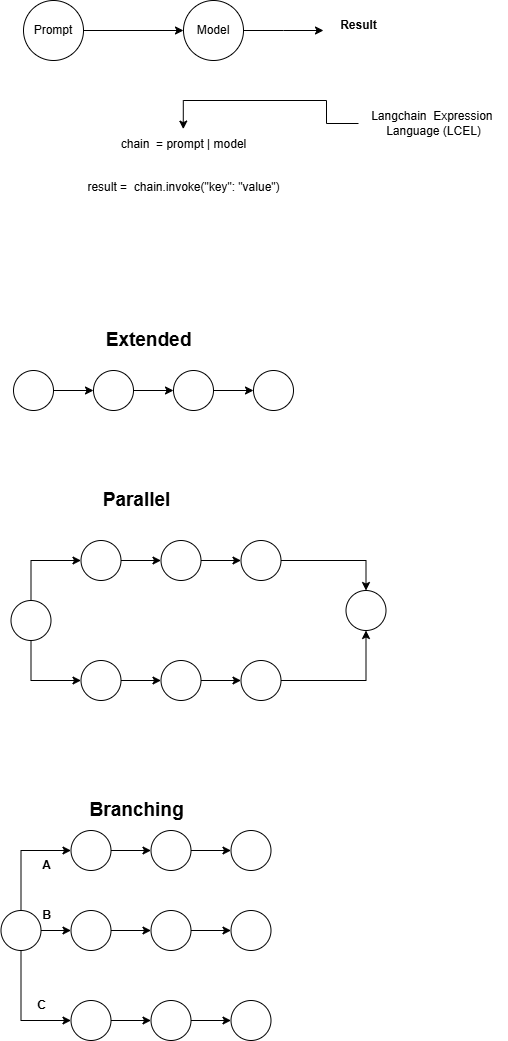 Prompt
Model
Result
Langchain Expression
Language (LCEL)
chain = prompt | model
result = chain.invoke("key": "value")
Extended
Parallel
Branching
A
B
C